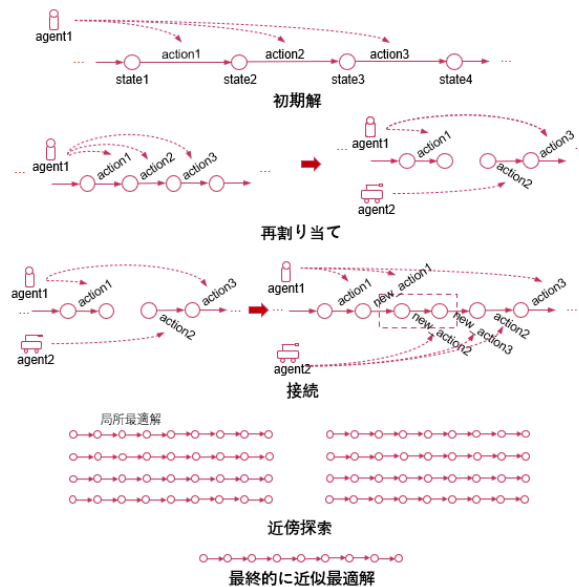 agent1
action1 action2 action3
… state1 state2 state3 state4 …
初期解
agent1
action1 action2 action3
… …
agent1
action1 action3
… action2
agent2
再割り当て
agent1
action1 action3
… action2
agent2
agent1
action1 new_action1 action3
… new_action2 new_action3 action2 …
agent2
接続
局所最適解
近傍探索
最終的に近似最適解